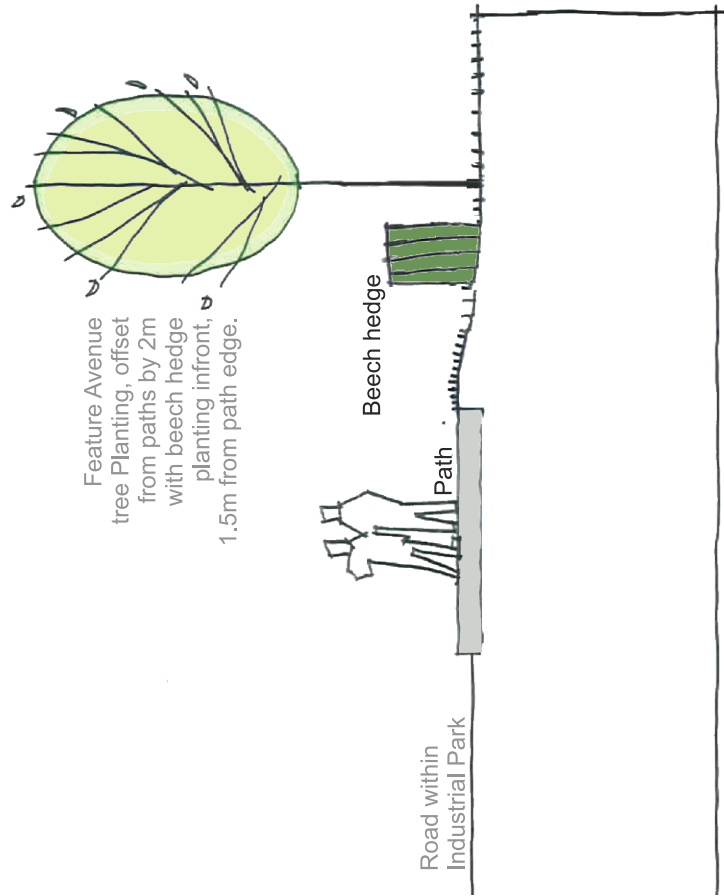 Feature Avenue
tree Planting, offset
from paths by 2m
with beech hedge
planting infront,
1.5m from path edge.
Beech hedge
Path
Road within
Industrial Park